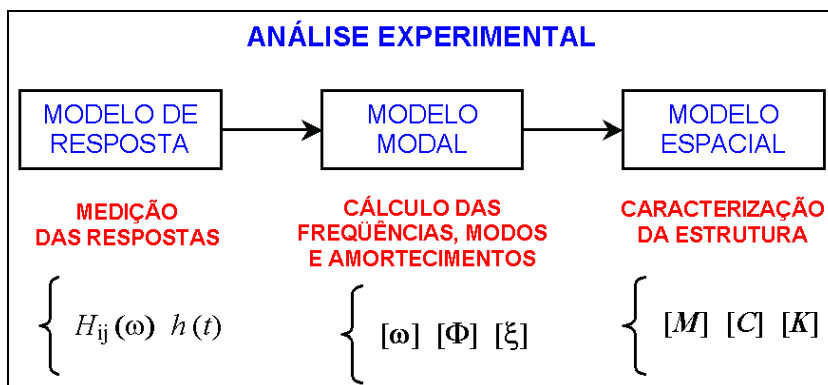 ANÁLISE EXPERIMENTAL
MODELO DE
RESPOSTA
MODELO
MODAL
MODELO
ESPACIAL
MEDIÇÃO
DAS RESPOSTAS
CÁLCULO DAS
FREQÜÊNCIAS, MODOS
E AMORTECIMENTOS
CARACTERIZAÇÃO
DA ESTRUTURA
{ Hij(ω) h(t)
{ [ω] [Φ] [ξ]
{ [M] [C] [K]